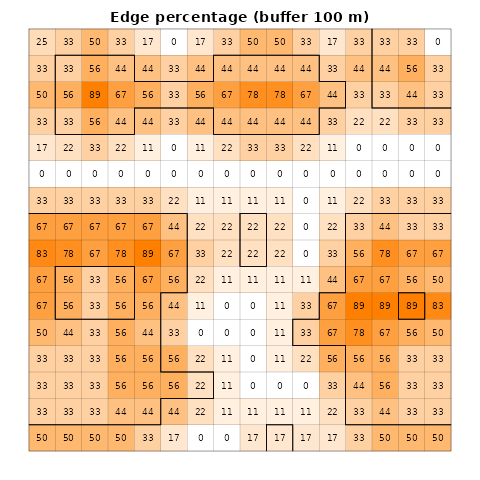 Edge percentage (buffer 100 m)
25 33 50 33 17 0 17 33 50 50 33 17 33 33 33 0
33 33 56 44 44 33 44 44 44 44 44 33 44 44 56 33
50 56 89 67 56 33 56 67 78 78 67 44 33 33 44 33
33 33 56 44 44 33 44 44 44 44 44 33 22 22 33 33
17 22 33 22 11 0 11 22 33 33 22 11 0 0 0 0
0 0 0 0 0 0 0 0 0 0 0 0 0 0 0 0
33 33 33 33 33 22 11 11 11 11 0 11 22 33 33 33
67 67 67 67 67 44 22 22 22 22 0 22 33 44 33 33
83 78 67 78 89 67 33 22 22 22 0 33 56 78 67 67
67 56 33 56 67 56 22 11 11 11 11 44 67 67 56 50
67 56 33 56 56 44 11 0 0 11 33 67 89 89 89 83
50 44 33 56 44 33 0 0 0 11 33 67 78 67 56 50
33 33 33 56 56 56 22 11 0 11 22 56 56 56 33 33
33 33 33 56 56 56 22 11 0 0 0 33 44 56 33 33
33 33 33 44 44 44 22 11 11 11 11 22 33 44 33 33
50 50 50 50 33 17 0 0 17 17 17 17 33 50 50 50